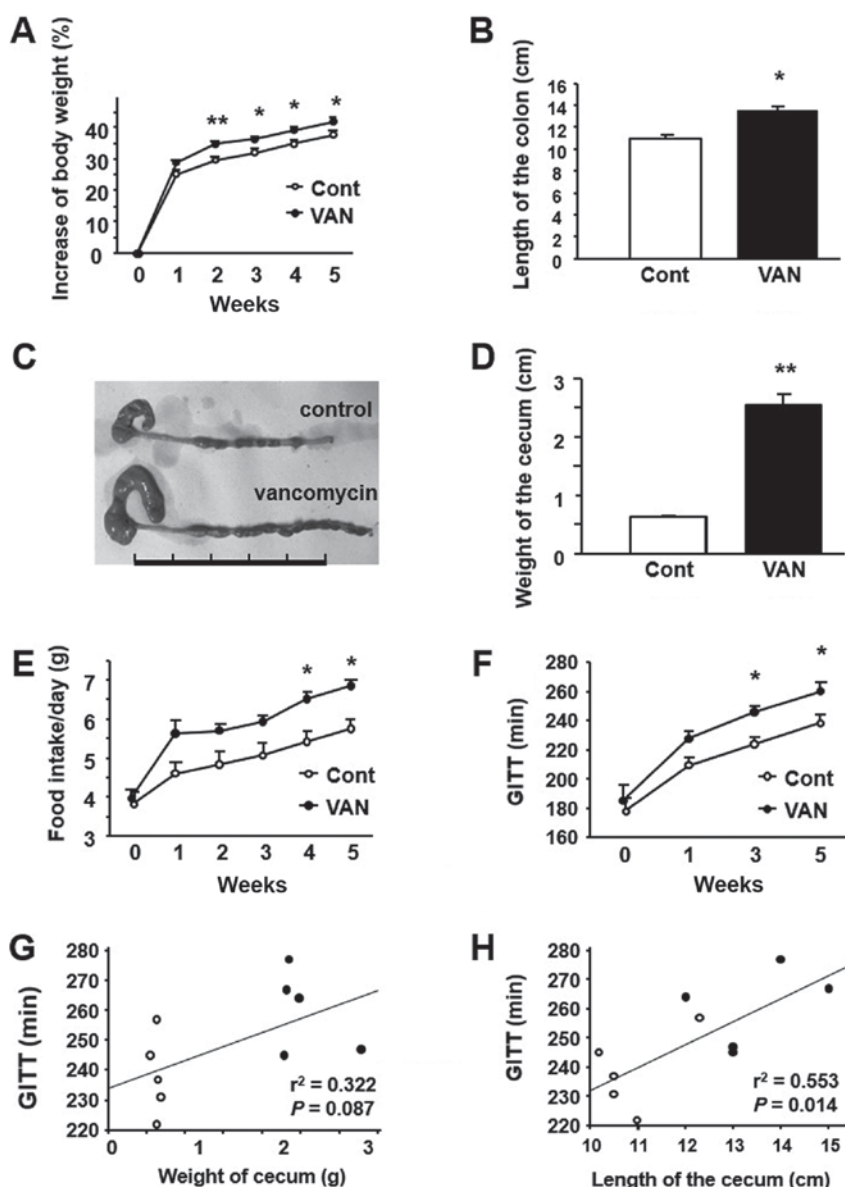 A
Increase of body weight (%)
40
30
20
10
0
** * * *
Cont
VAN
0 1 2 3 4 5
Weeks
B
Length of the colon (cm)
16
14
12
10
8
6
4
2
0
*
Cont VAN
C
control
vancomycin
D
Weight of the cecum (cm)
3
2
1
0
**
Cont VAN
E
Food intake/day (g)
7
6
5
4
3
* *
Cont
VAN
0 1 2 3 4 5
Weeks
F
GITT (min)
280
260
240
220
200
180
160
* *
Cont
VAN
0 1 3 5
Weeks
G
GITT (min)
280
270
260
250
240
230
220
r² = 0.322
P = 0.087
0 1 2 3
Weight of cecum (g)
H
GITT (min)
280
270
260
250
240
230
220
r² = 0.553
P = 0.014
10 11 12 13 14 15
Length of the cecum (cm)